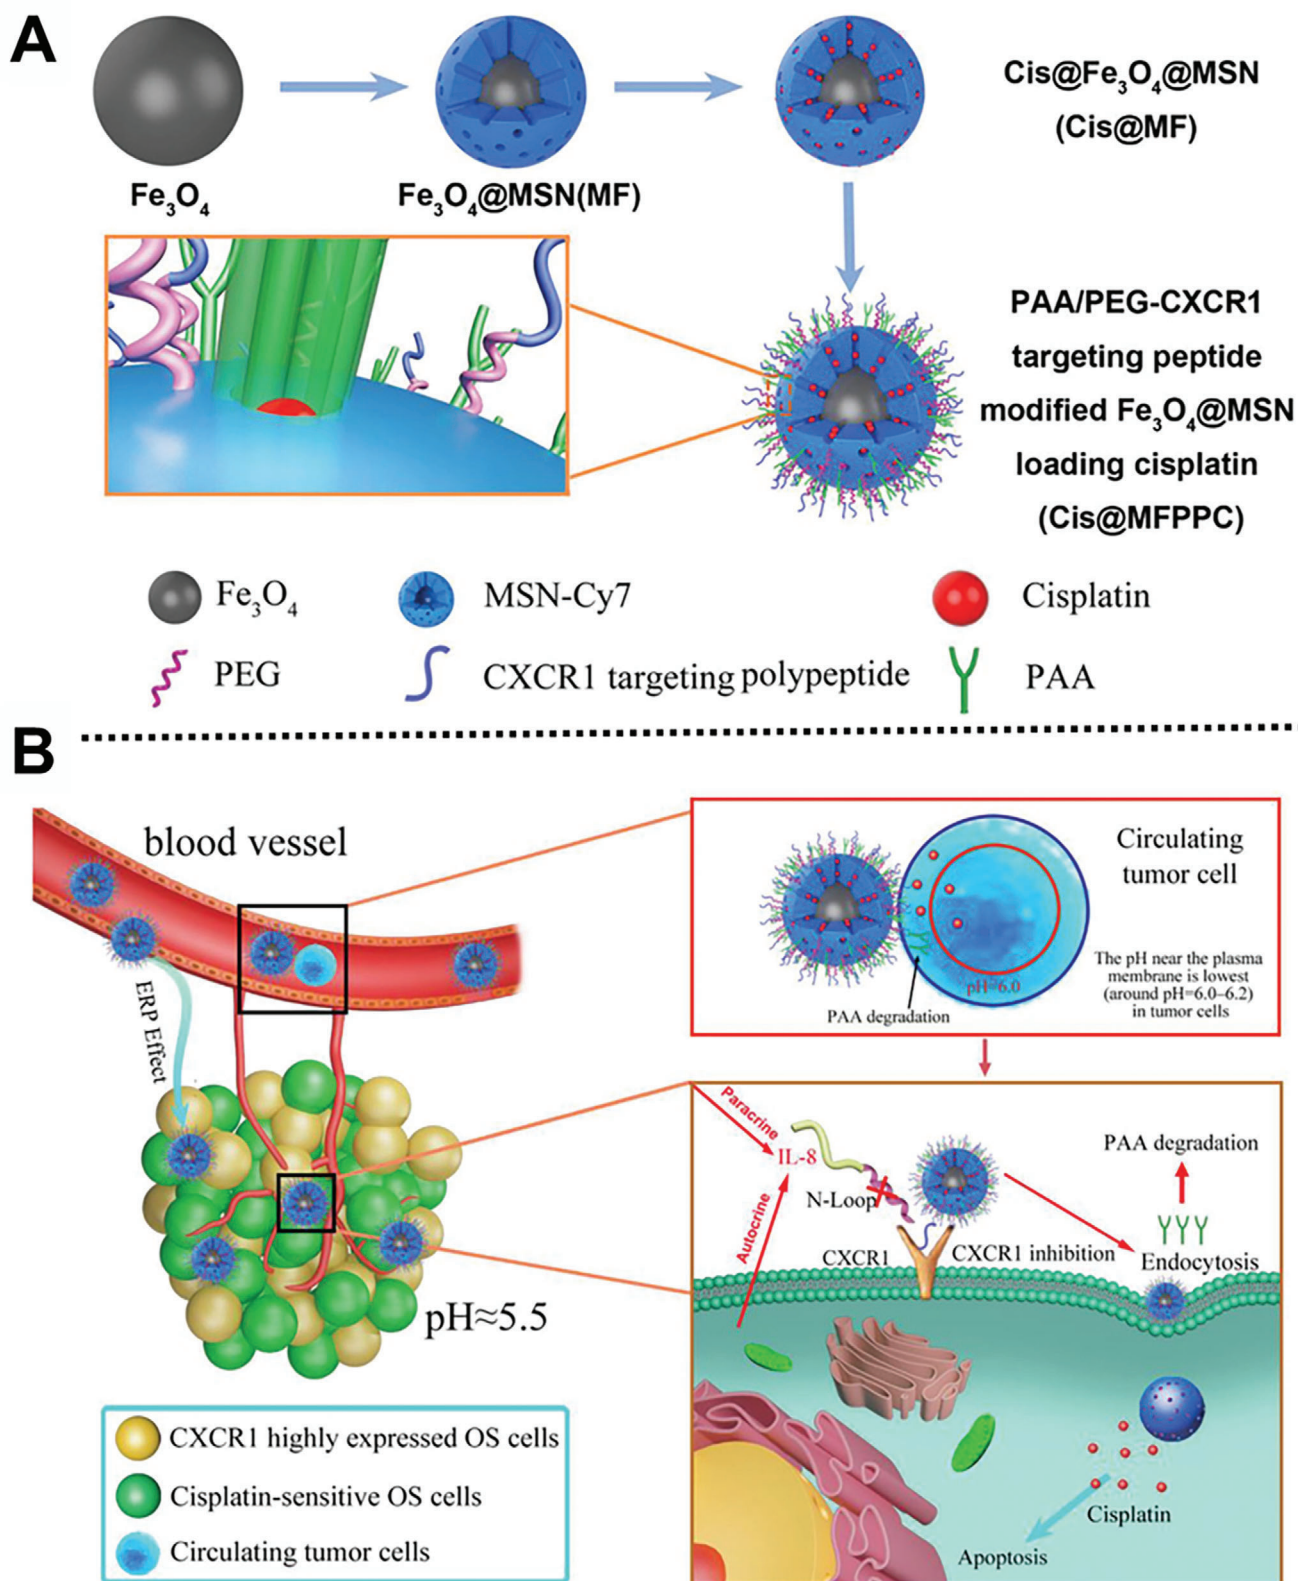 A
Fe₃O₄
Fe₃O₄@MSN(MF)
Cis@Fe₃O₄@MSN
(Cis@MF)
PAA/PEG-CXCR1
targeting peptide
modified Fe₃O₄@MSN
loading cisplatin
(Cis@MFPPC)
Fe₃O₄
MSN-Cy7
Cisplatin
PEG
CXCR1 targeting polypeptide
PAA
B
blood vessel
ERP Effect
pH≈5.5
CXCR1 highly expressed OS cells
Cisplatin-sensitive OS cells
Circulating tumor cells
Circulating
tumor cell
pH=6.0
The pH near the plasma
membrane is lowest
(around pH=6.0–6.2)
in tumor cells
PAA degradation
Paracrine
IL-8
Autocrine
N-Loop
CXCR1
CXCR1 inhibition
PAA degradation
Endocytosis
Cisplatin
Apoptosis